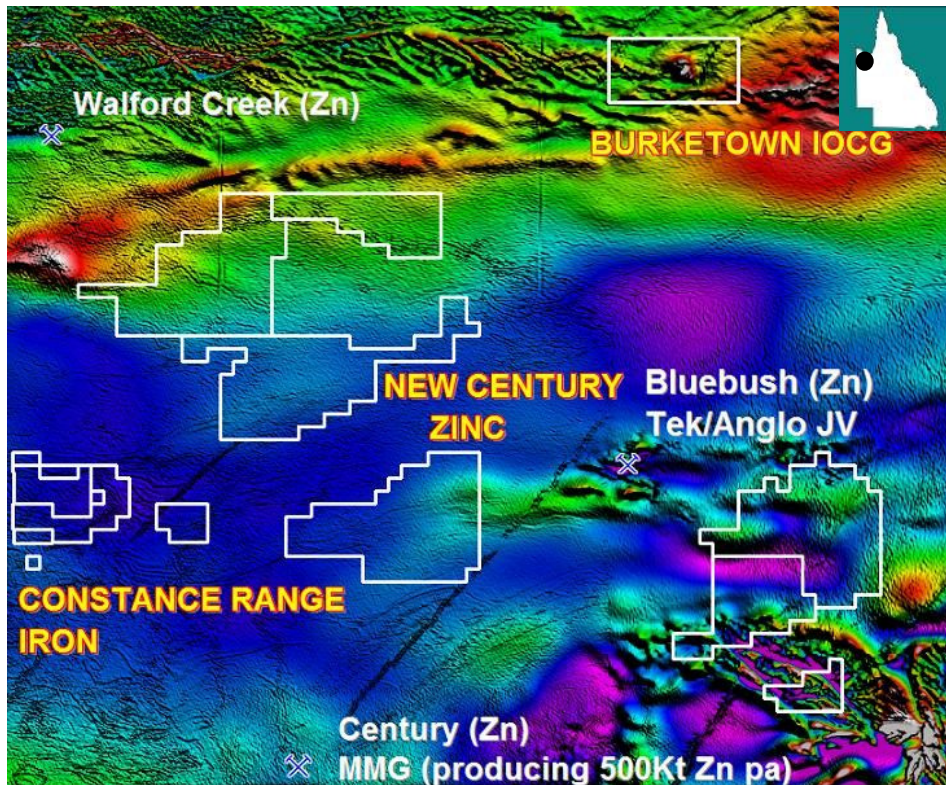 Walford Creek (Zn)
BURKETOWN IOCG
NEW CENTURY
ZINC
Bluebush (Zn)
Tek/Anglo JV
CONSTANCE RANGE
IRON
Century (Zn)
MMG (producing 500Kt Zn pa)